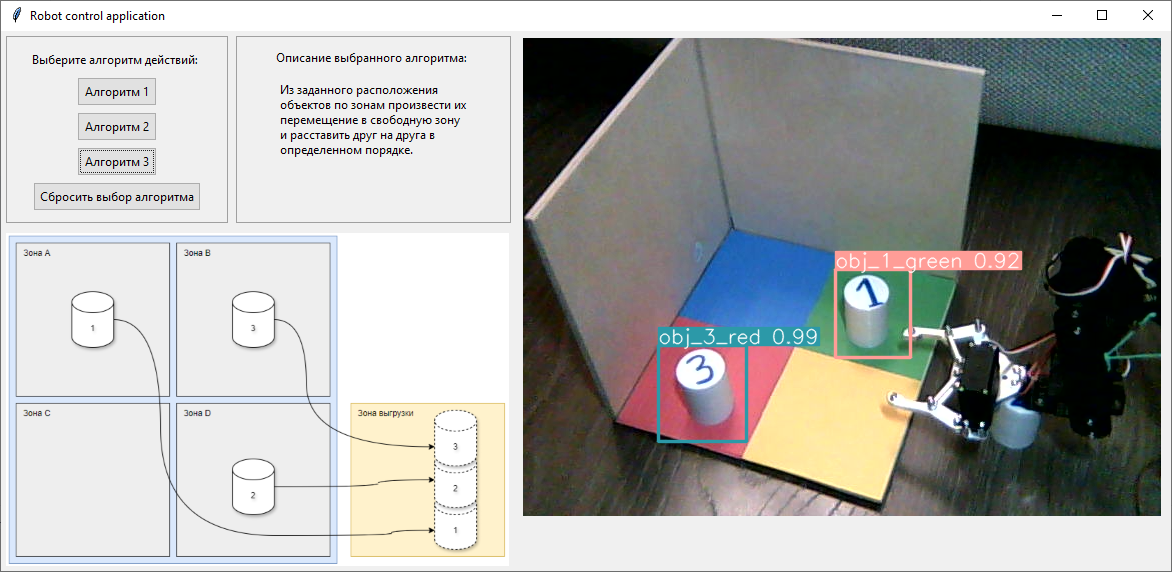 Robot control application
Выберите алгоритм действий:
Алгоритм 1
Алгоритм 2
Алгоритм 3
Сбросить выбор алгоритма
Описание выбранного алгоритма:
Из заданного расположения
объектов по зонам произвести их
перемещение в свободную зону
и расставить друг на друга в
определенном порядке.
Зона A
1
Зона B
3
Зона C
Зона D
2
Зона выгрузки
3
2
1
obj_1_green 0.92
1
obj_3_red 0.99
3